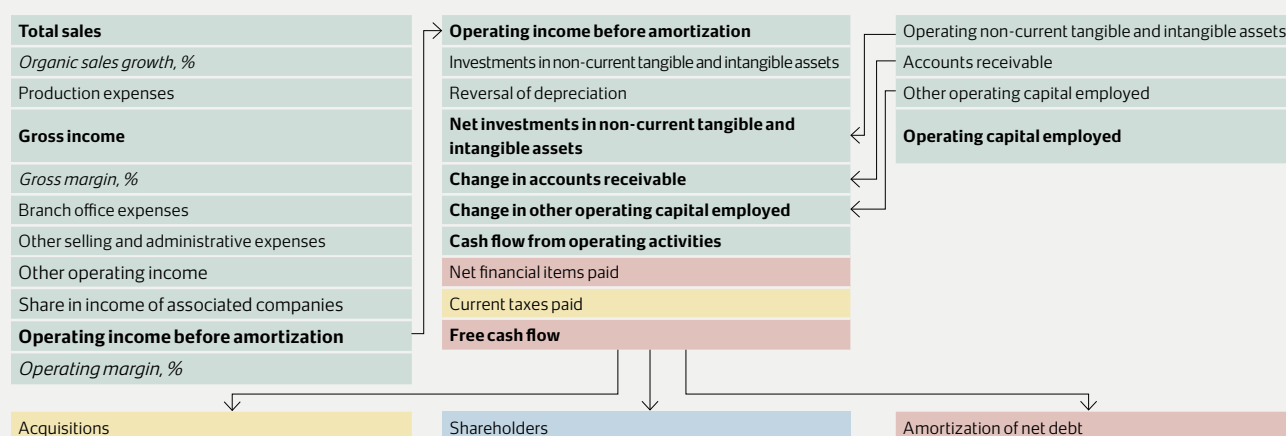 Total sales
Organic sales growth, %
Production expenses
Gross income
Gross margin, %
Branch office expenses
Other selling and administrative expenses
Other operating income
Share in income of associated companies
Operating income before amortization
Operating margin, %
Operating income before amortization
Investments in non-current tangible and intangible assets
Reversal of depreciation
Net investments in non-current tangible and
intangible assets
Change in accounts receivable
Change in other operating capital employed
Cash flow from operating activities
Net financial items paid
Current taxes paid
Free cash flow
Operating non-current tangible and intangible assets
Accounts receivable
Other operating capital employed
Operating capital employed
Acquisitions
Shareholders
Amortization of net debt